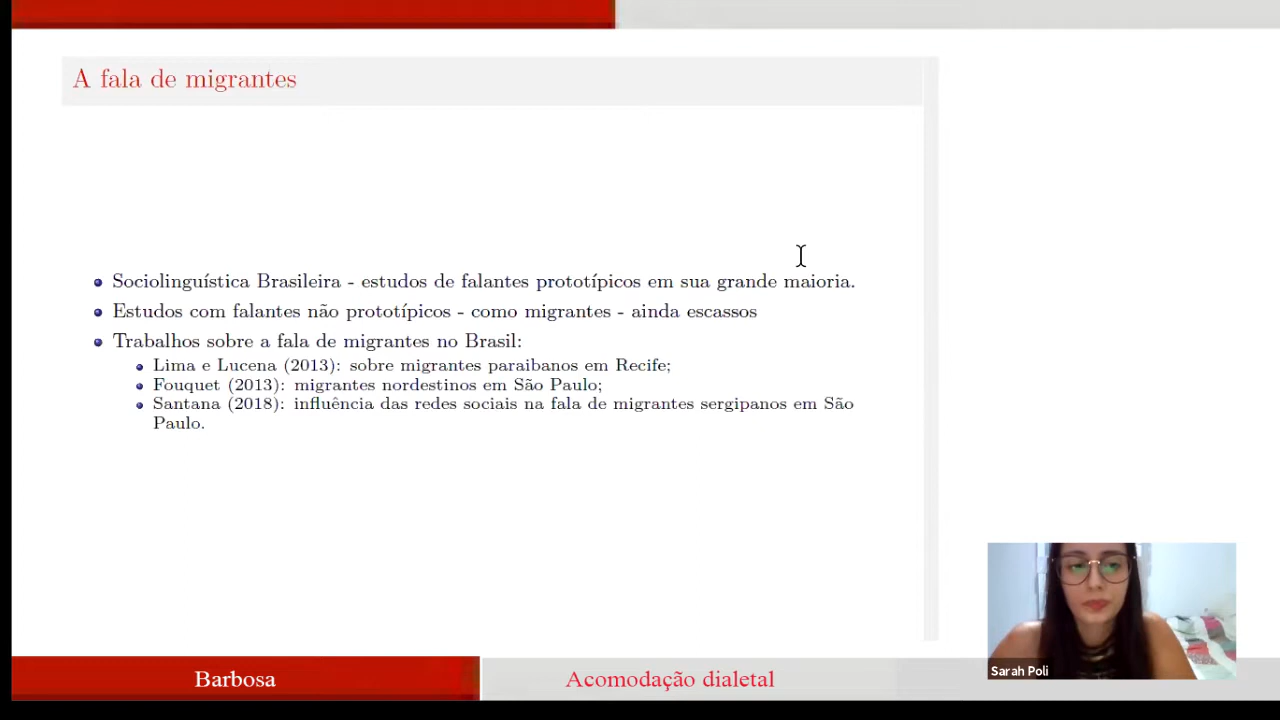 A fala de migrantes
Sociolinguística Brasileira - estudos de falantes prototípicos em sua grande maioria.
Estudos com falantes não prototípicos - como migrantes - ainda escassos
Trabalhos sobre a fala de migrantes no Brasil:
Lima e Lucena (2013): sobre migrantes paraibanos em Recife;
Fouquet (2013): migrantes nordestinos em São Paulo;
Santana (2018): influência das redes sociais na fala de migrantes sergipanos em São
Paulo.
Sarah Poli
Barbosa
Acomodação dialetal